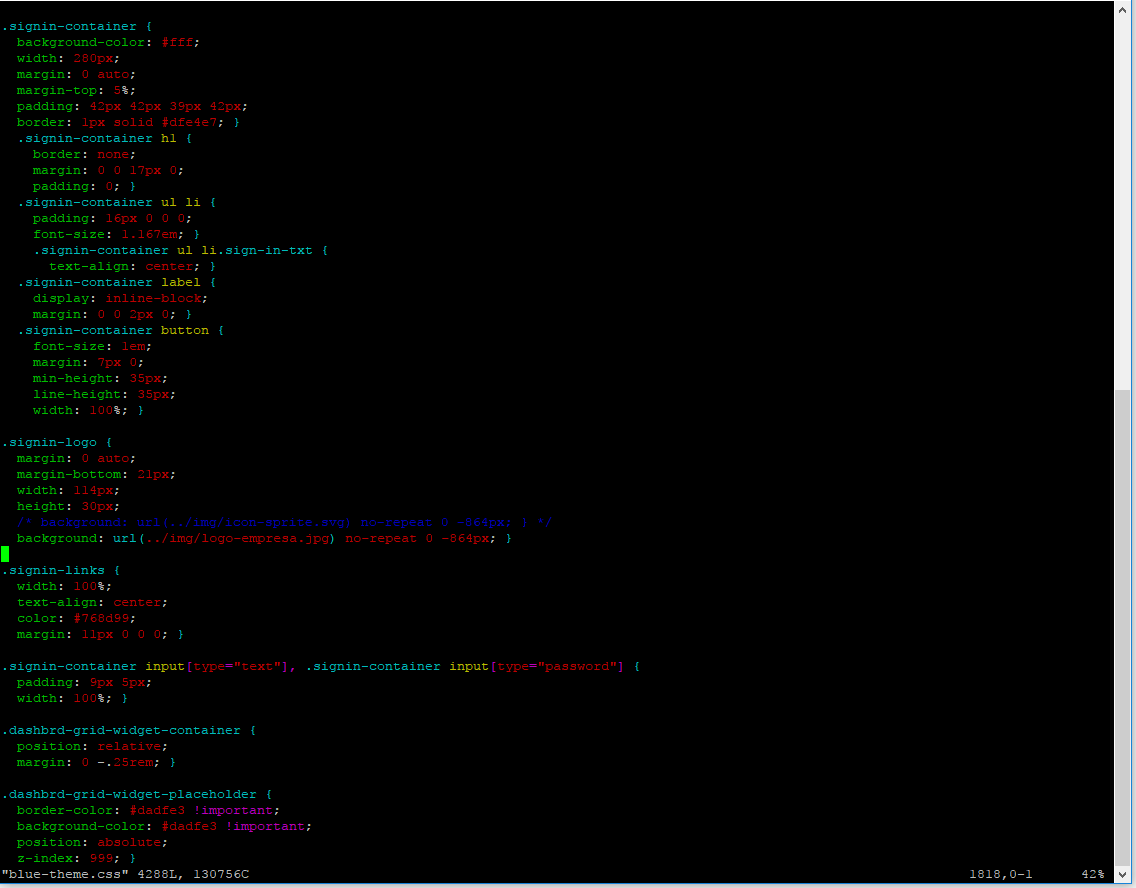 .signin-container {
  background-color: #fff;
  width: 280px;
  margin: 0 auto;
  margin-top: 5%;
  padding: 42px 42px 39px 42px;
  border: 1px solid #dfe4e7; }
  .signin-container h1 {
    border: none;
    margin: 0 0 17px 0;
    padding: 0; }
  .signin-container ul li {
    padding: 16px 0 0 0;
    font-size: 1.167em; }
    .signin-container ul li.sign-in-txt {
      text-align: center; }
  .signin-container label {
    display: inline-block;
    margin: 0 0 2px 0; }
  .signin-container button {
    font-size: 1em;
    margin: 7px 0;
    min-height: 35px;
    line-height: 35px;
    width: 100%; }

.signin-logo {
  margin: 0 auto;
  margin-bottom: 21px;
  width: 114px;
  height: 30px;
  /* background: url(../img/icon-sprite.svg) no-repeat 0 -864px; } */
  background: url(../img/logo-empresa.jpg) no-repeat 0 -864px; }

.signin-links {
  width: 100%;
  text-align: center;
  color: #768d99;
  margin: 11px 0 0 0; }

.signin-container input[type="text"], .signin-container input[type="password"] {
  padding: 9px 5px;
  width: 100%; }

.dashbrd-grid-widget-container {
  position: relative;
  margin: 0 -.25rem; }

.dashbrd-grid-widget-placeholder {
  border-color: #dadfe3 !important;
  background-color: #dadfe3 !important;
  position: absolute;
  z-index: 999; }
"blue-theme.css" 4288L, 130756C 1818,0-1 42%